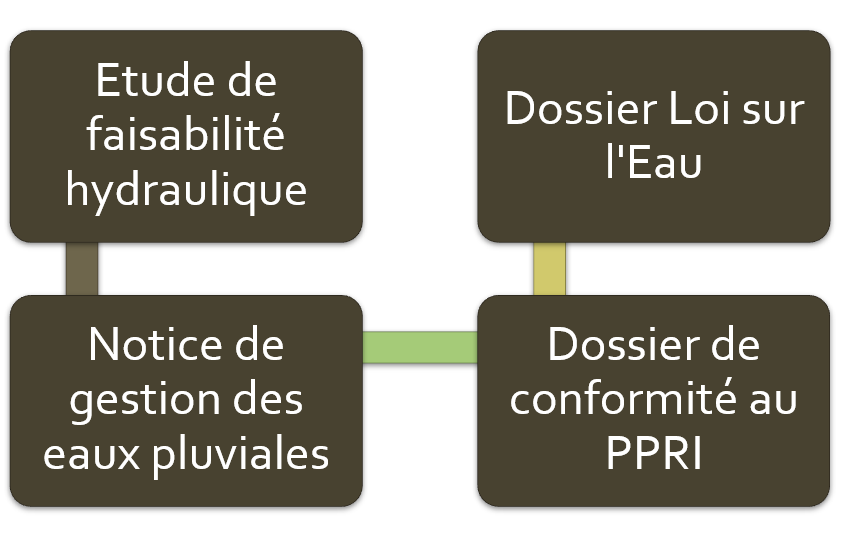 Etude de
faisabilité
hydraulique
Notice de
gestion des
eaux pluviales
Dossier de
conformité au
PPRI
Dossier Loi sur
l'Eau